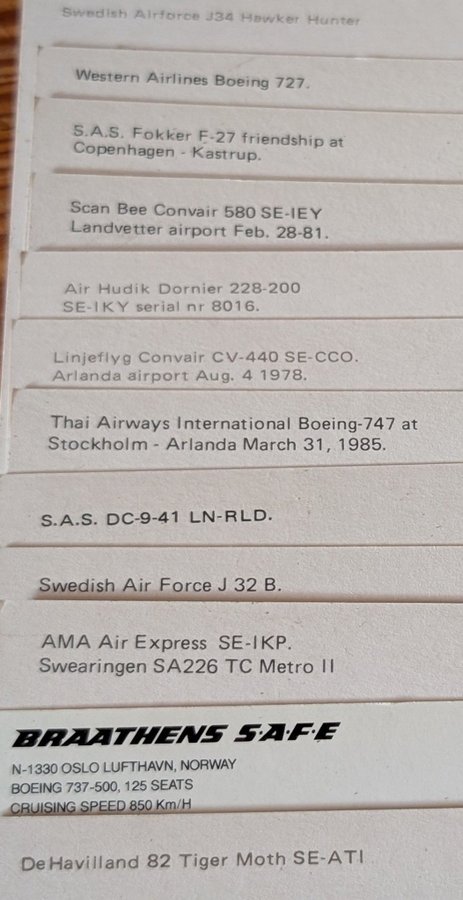 Swedish Airforce J34 Hawker Hunter
Western Airlines Boeing 727.
S.A.S. Fokker F-27 friendship at
Copenhagen - Kastrup.
Scan Bee Convair 580 SE-IEY
Landvetter airport Feb. 28-81.
Air Hudik Dornier 228-200
SE-IKY serial nr 8016.
Linjeflyg Convair CV-440 SE-CCO.
Arlanda airport Aug. 4 1978.
Thai Airways International Boeing-747 at
Stockholm - Arlanda March 31, 1985.
S.A.S. DC-9-41 LN-RLD.
Swedish Air Force J 32 B.
AMA Air Express SE-IKP.
Swearingen SA226 TC Metro II
BRAATHENS S·A·F·E
N-1330 OSLO LUFTHAVN, NORWAY
BOEING 737-500, 125 SEATS
CRUISING SPEED 850 Km/H
De Havilland 82 Tiger Moth SE-ATI